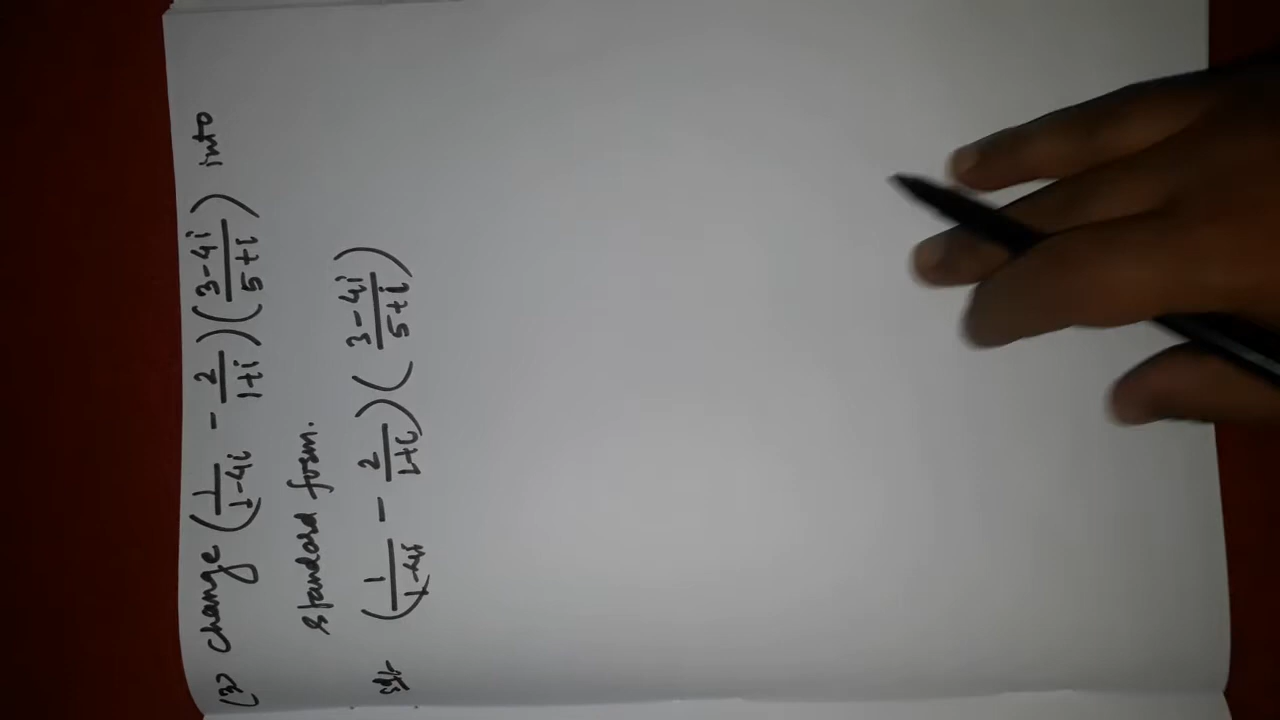 (3) change (1/(1-4i) - 2/(1+i)) ((3-4i)/(5+i)) into
standard form.
Sol: (1/(1-4i) - 2/(1+i)) ((3-4i)/(5+i))